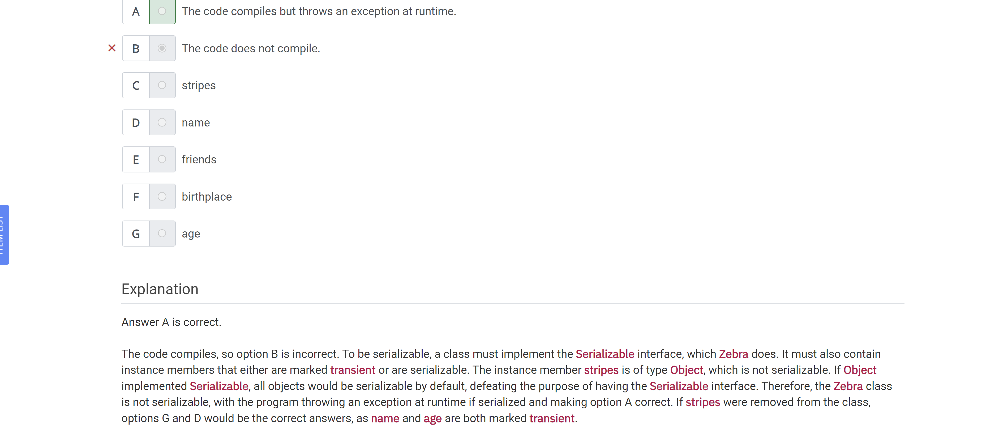 A The code compiles but throws an exception at runtime.
B The code does not compile.
C stripes
D name
E friends
F birthplace
G age
ITEM LIST
Explanation
Answer A is correct.
The code compiles, so option B is incorrect. To be serializable, a class must implement the Serializable interface, which Zebra does. It must also contain
instance members that either are marked transient or are serializable. The instance member stripes is of type Object, which is not serializable. If Object
implemented Serializable, all objects would be serializable by default, defeating the purpose of having the Serializable interface. Therefore, the Zebra class
is not serializable, with the program throwing an exception at runtime if serialized and making option A correct. If stripes were removed from the class,
options G and D would be the correct answers, as name and age are both marked transient.